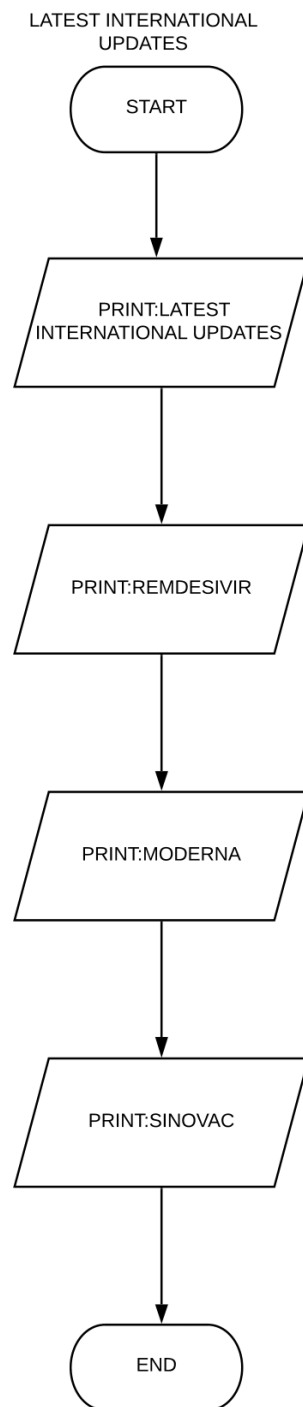 LATEST INTERNATIONAL
UPDATES
START
PRINT:LATEST
INTERNATIONAL UPDATES
PRINT:REMDESIVIR
PRINT:MODERNA
PRINT:SINOVAC
END